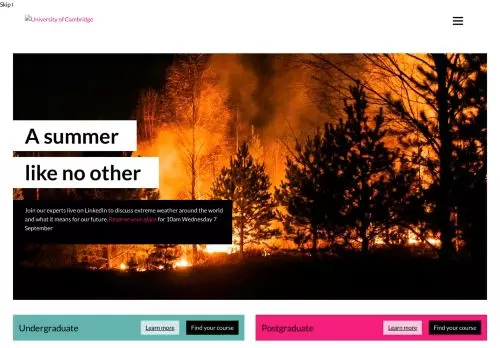 Skip t
University of Cambridge
A summer
like no other
Join our experts live on LinkedIn to discuss extreme weather around the world
and what it means for our future. Reserve your place for 10am Wednesday 7
September
Undergraduate
Learn more
Find your course
Postgraduate
Learn more
Find your course